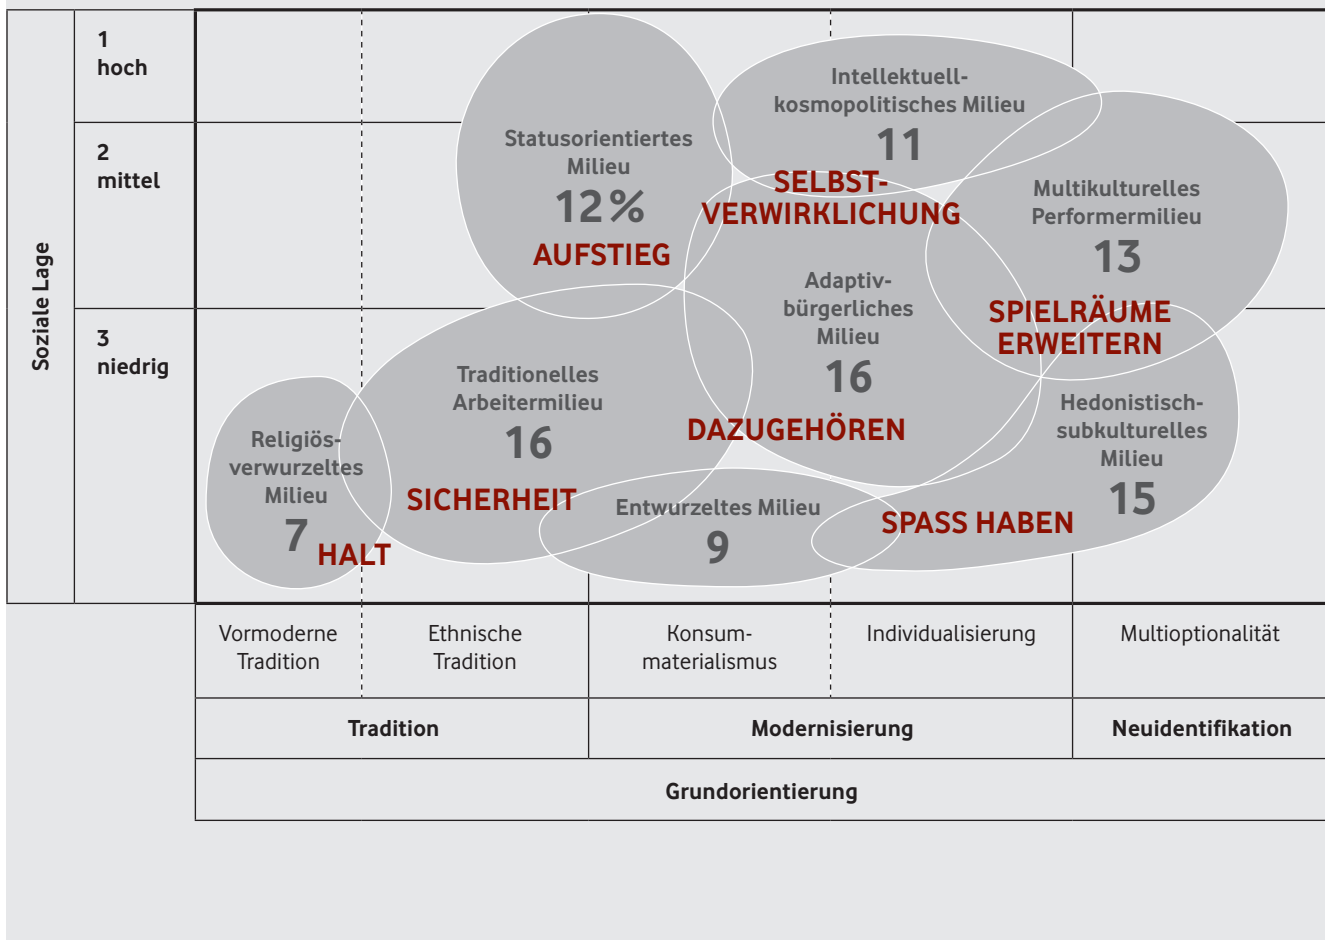 Soziale Lage
1
hoch
2
mittel
3
niedrig
Statusorientiertes
Milieu
12 %
AUFSTIEG
Intellektuell-
kosmopolitisches Milieu
11
SELBST-
VERWIRKLICHUNG
Multikulturelles
Performermilieu
13
SPIELRÄUME
ERWEITERN
Adaptiv-
bürgerliches
Milieu
16
DAZUGEHÖREN
Traditionelles
Arbeitermilieu
16
SICHERHEIT
Religiös-
verwurzeltes
Milieu
7
HALT
Entwurzeltes Milieu
9
Hedonistisch-
subkulturelles
Milieu
15
SPASS HABEN
Vormoderne
Tradition
Ethnische
Tradition
Konsum-
materialismus
Individualisierung
Multioptionalität
Tradition
Modernisierung
Neuidentifikation
Grundorientierung